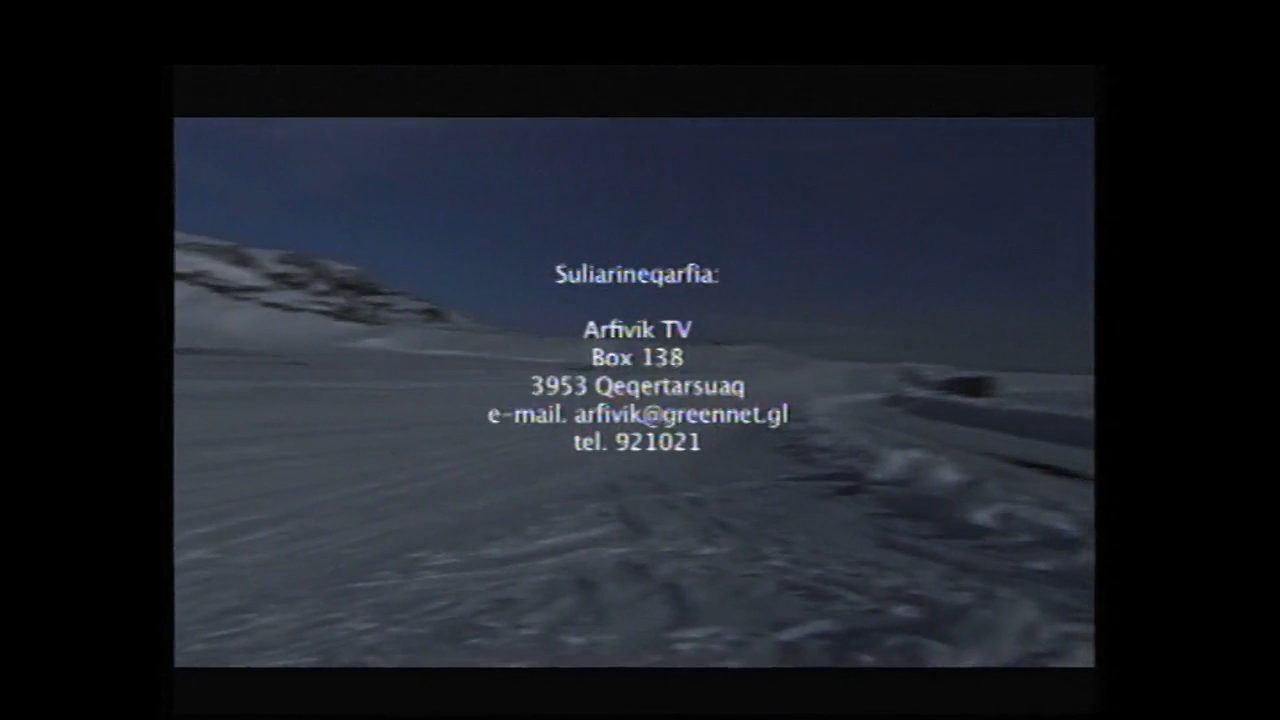 Suliarineqarfia:
Arfivik TV
Box 138
3953 Qeqertarsuaq
e-mail. arfivik@greennet.gl
tel. 921021